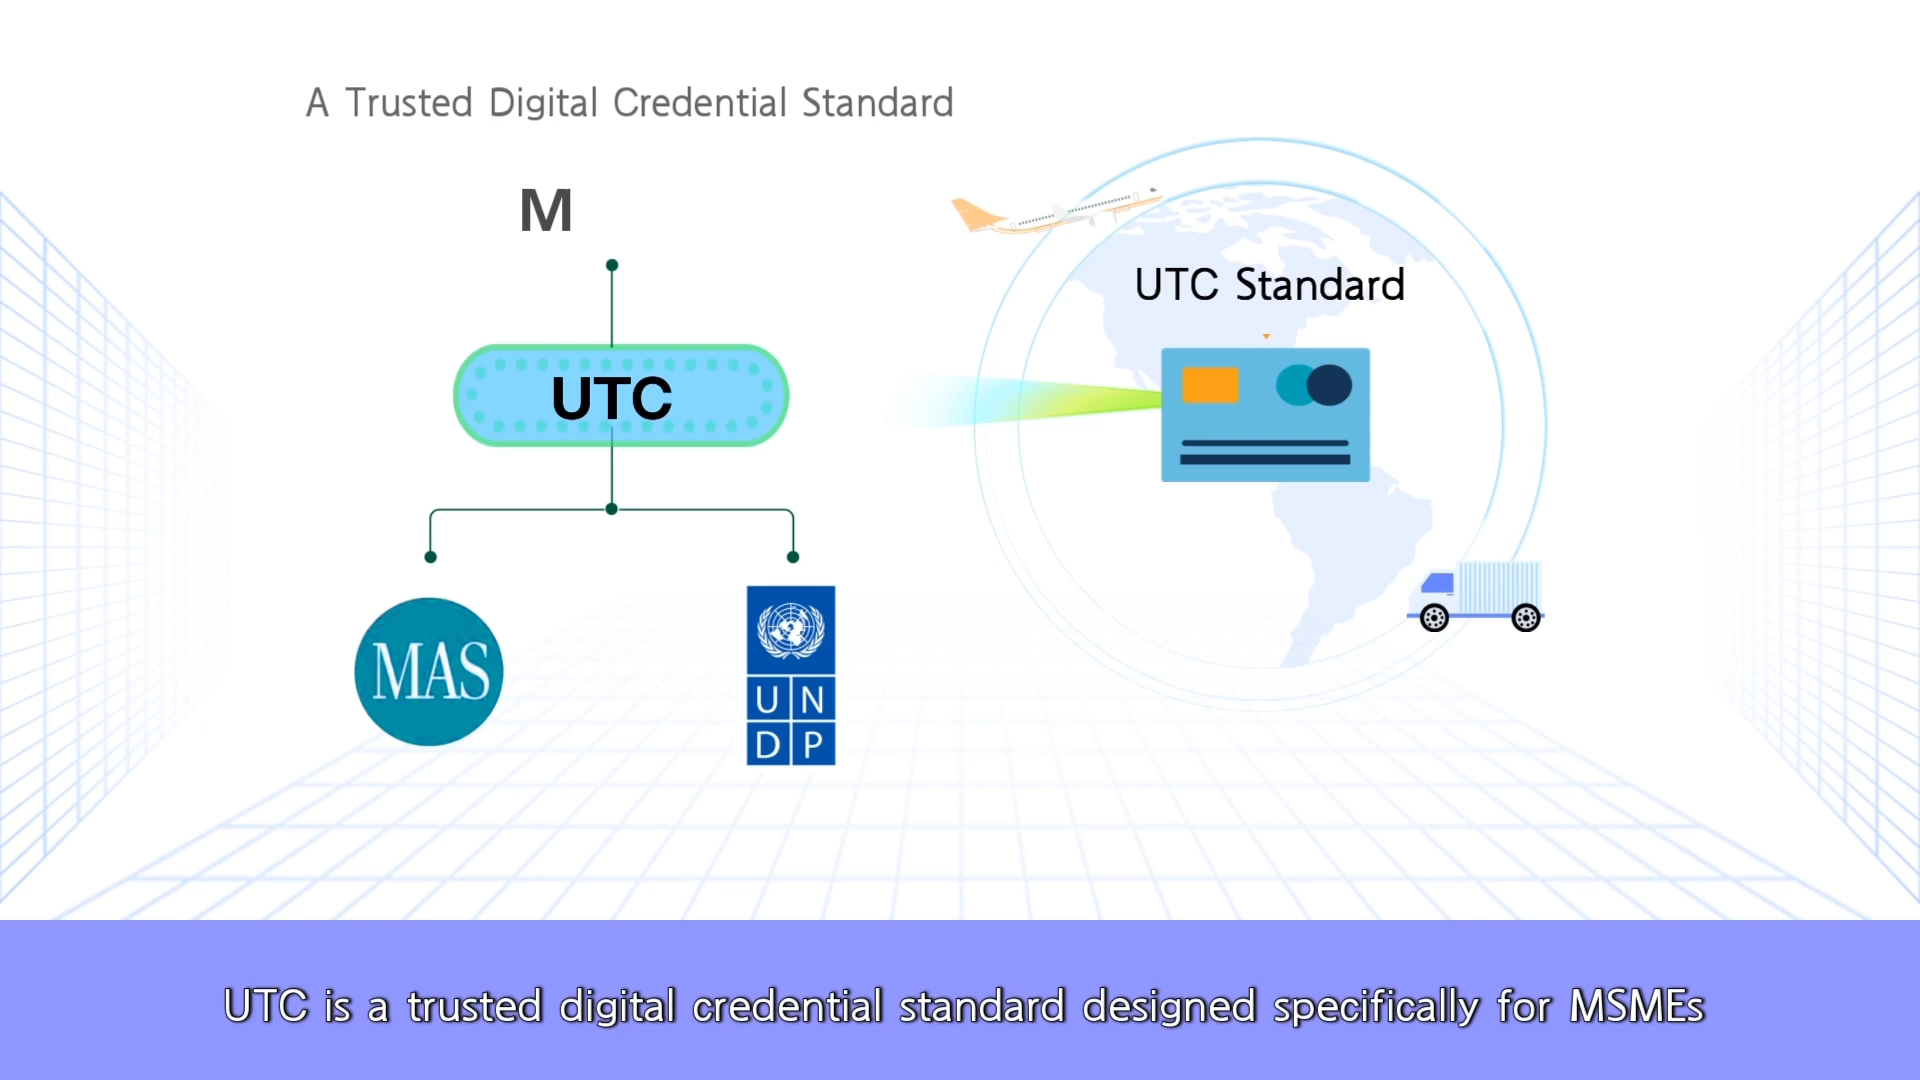 A Trusted Digital Credential Standard
M
UTC Standard
UTC
MAS
U N
D P
UTC is a trusted digital credential standard designed specifically for MSMEs